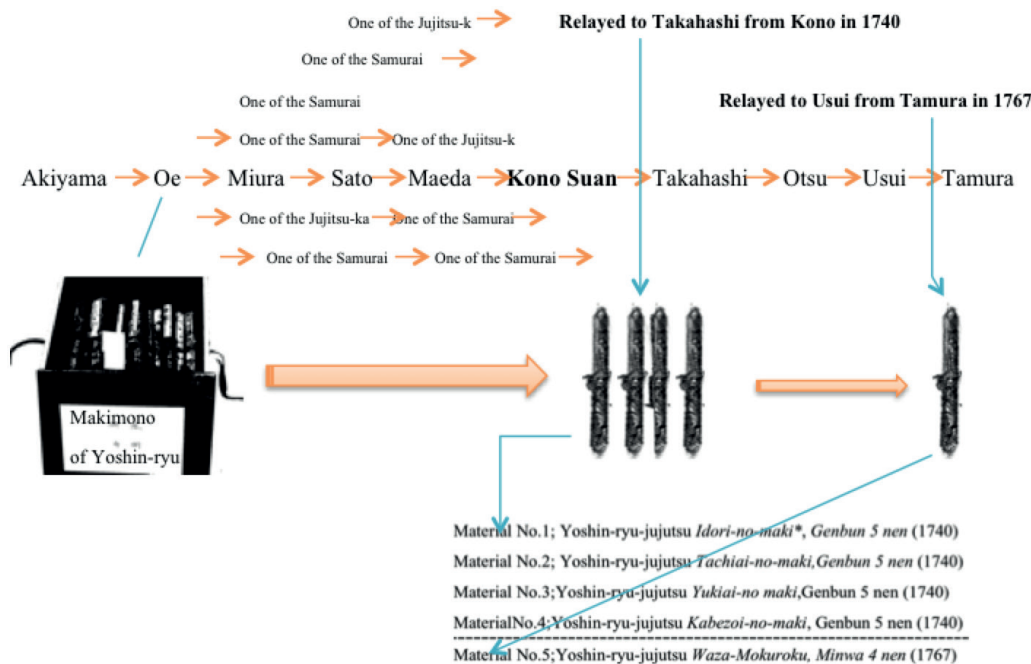 One of the Jujitsu-k
Relayed to Takahashi from Kono in 1740
One of the Samurai
One of the Samurai
Relayed to Usui from Tamura in 1767
One of the Samurai
One of the Jujitsu-k
Akiyama Oe Miura Sato Maeda Kono Suan Takahashi Otsu Usui Tamura
One of the Jujitsu-ka
One of the Samurai
One of the Samurai
One of the Samurai
Makimono
of Yoshin-ryu
Material No.1; Yoshin-ryu-jujutsu Idori-no-maki*, Genbun 5 nen (1740)
Material No.2; Yoshin-ryu-jujutsu Tachiai-no-maki,Genbun 5 nen (1740)
Material No.3;Yoshin-ryu-jujutsu Yukiai-no maki,Genbun 5 nen (1740)
MaterialNo.4;Yoshin-ryu-jujutsu Kabezoi-no-maki, Genbun 5 nen (1740)
Material No.5;Yoshin-ryu-jujutsu Waza-Mokuroku, Minwa 4 nen (1767)